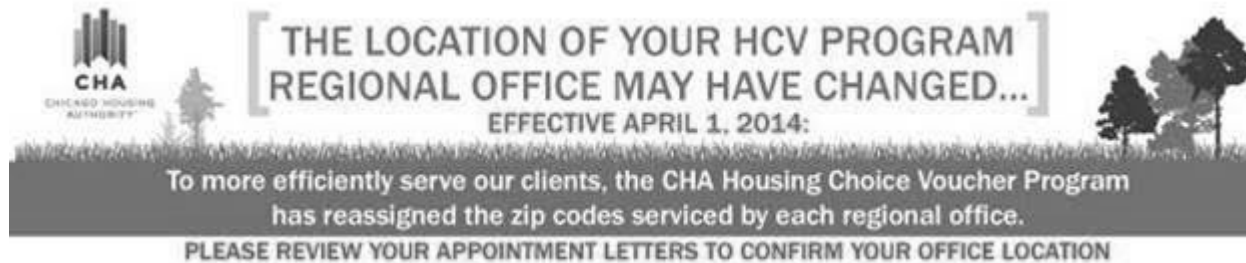 CHA
CHICAGO HOUSING
AUTHORITY
THE LOCATION OF YOUR HCV PROGRAM
REGIONAL OFFICE MAY HAVE CHANGED...
EFFECTIVE APRIL 1, 2014:
To more efficiently serve our clients, the CHA Housing Choice Voucher Program
has reassigned the zip codes serviced by each regional office.
PLEASE REVIEW YOUR APPOINTMENT LETTERS TO CONFIRM YOUR OFFICE LOCATION